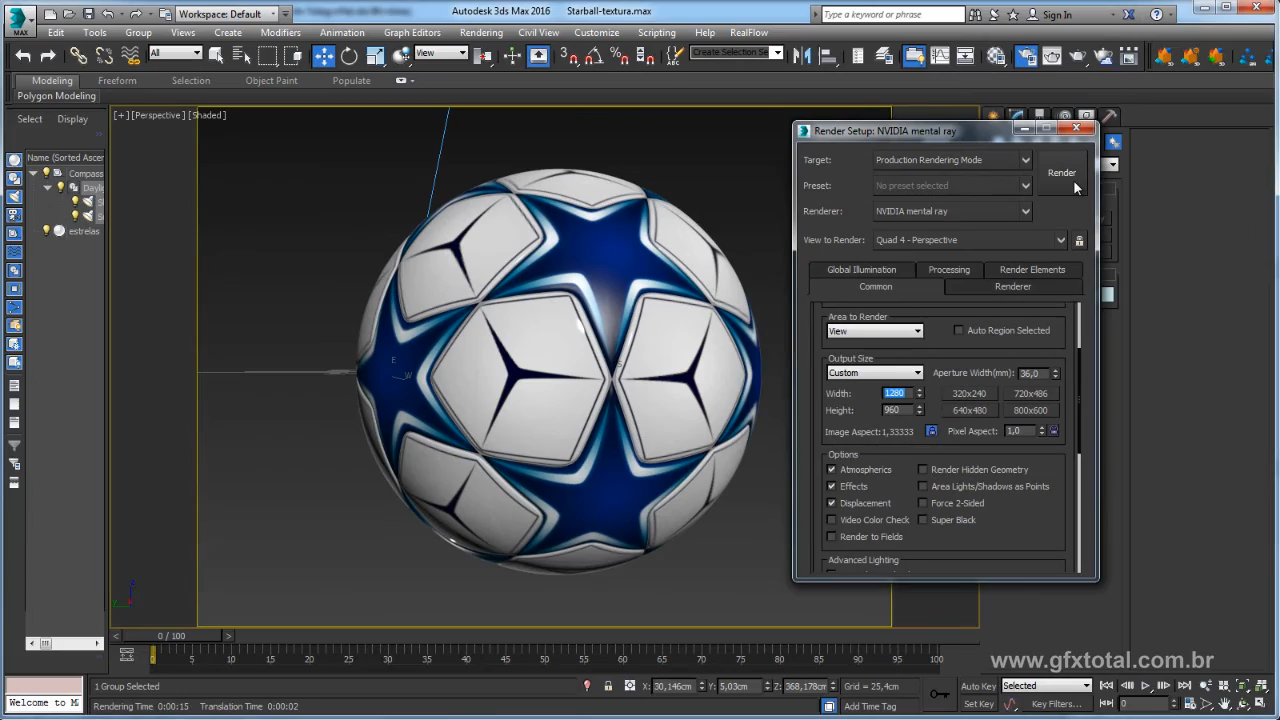 Workspace: Default
Autodesk 3ds Max 2016 Starball-textura.max
Type a keyword or phrase
Sign In
MAX
Edit Tools Group Views Create Modifiers Animation Graph Editors Rendering Civil View Customize Scripting Help RealFlow
All
View
Create Selection Se
Modeling Freeform Selection Object Paint Populate
Polygon Modeling
Select Display
Name (Sorted Ascen
Compass
Dayli
estrelas
[+][Perspective][Shaded]
E
W
S
Render Setup: NVIDIA mental ray
Target: Production Rendering Mode
Render
Preset: No preset selected
Renderer: NVIDIA mental ray
View to Render: Quad 4 - Perspective
Global Illumination Processing Render Elements
Common Renderer
Area to Render
View
Auto Region Selected
Output Size
Custom Aperture Width(mm): 36,0
Width: 1280 320x240 720x486
Height: 960 640x480 800x600
Image Aspect: 1,33333 Pixel Aspect: 1,0
Options
Atmospherics Render Hidden Geometry
Effects Area Lights/Shadows as Points
Displacement Force 2-Sided
Video Color Check Super Black
Render to Fields
Advanced Lighting
< 0 / 100 >
0 5 10 15 20 25 30 35 40 45 50 55 60 65 70 75 80 85 90 95 100
www.gfxtotal.com.br
1 Group Selected
X: 30,146cm Y: 5,03cm Z: 368,178cm Grid = 25,4cm
Auto Key Selected
Welcome to M
Rendering Time 0:00:15 Translation Time 0:00:02
Add Time Tag
Set Key Key Filters...
0